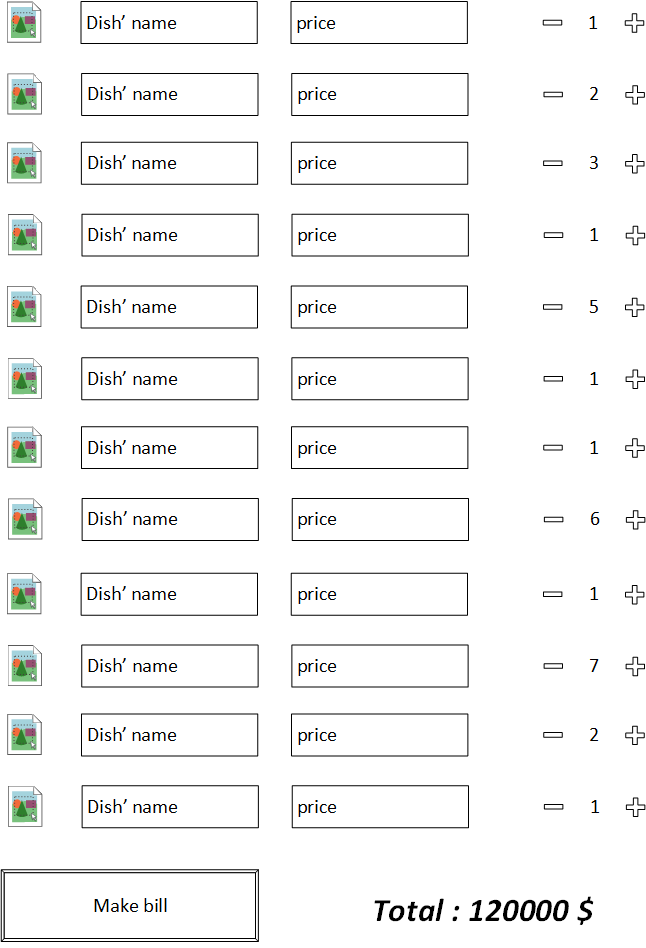 Dish’ name price 1
Dish’ name price 2
Dish’ name price 3
Dish’ name price 1
Dish’ name price 5
Dish’ name price 1
Dish’ name price 1
Dish’ name price 6
Dish’ name price 1
Dish’ name price 7
Dish’ name price 2
Dish’ name price 1
Make bill Total : 120000 $